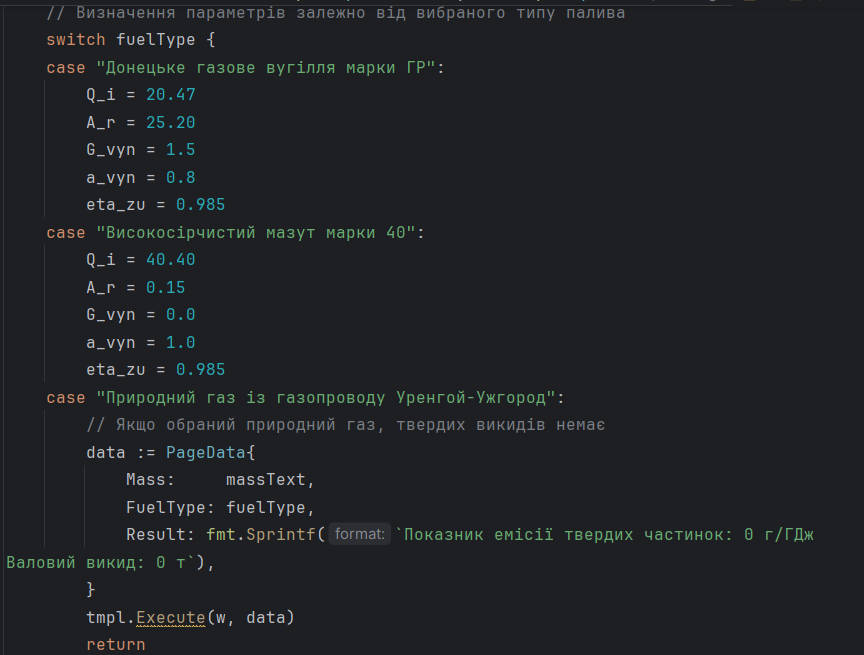 // Визначення параметрів залежно від вибраного типу палива
switch fuelType {
case "Донецьке газове вугілля марки ГР":
    Q_i = 20.47
    A_r = 25.20
    G_vyn = 1.5
    a_vyn = 0.8
    eta_zu = 0.985
case "Високосірчистий мазут марки 40":
    Q_i = 40.40
    A_r = 0.15
    G_vyn = 0.0
    a_vyn = 1.0
    eta_zu = 0.985
case "Природний газ із газопроводу Уренгой-Ужгород":
    // Якщо обраний природний газ, твердих викидів немає
    data := PageData{
        Mass:     massText,
        FuelType: fuelType,
        Result: fmt.Sprintf( format: `Показник емісії твердих частинок: 0 г/ГДж
Валовий викид: 0 т`),
    }
    tmpl.Execute(w, data)
    return